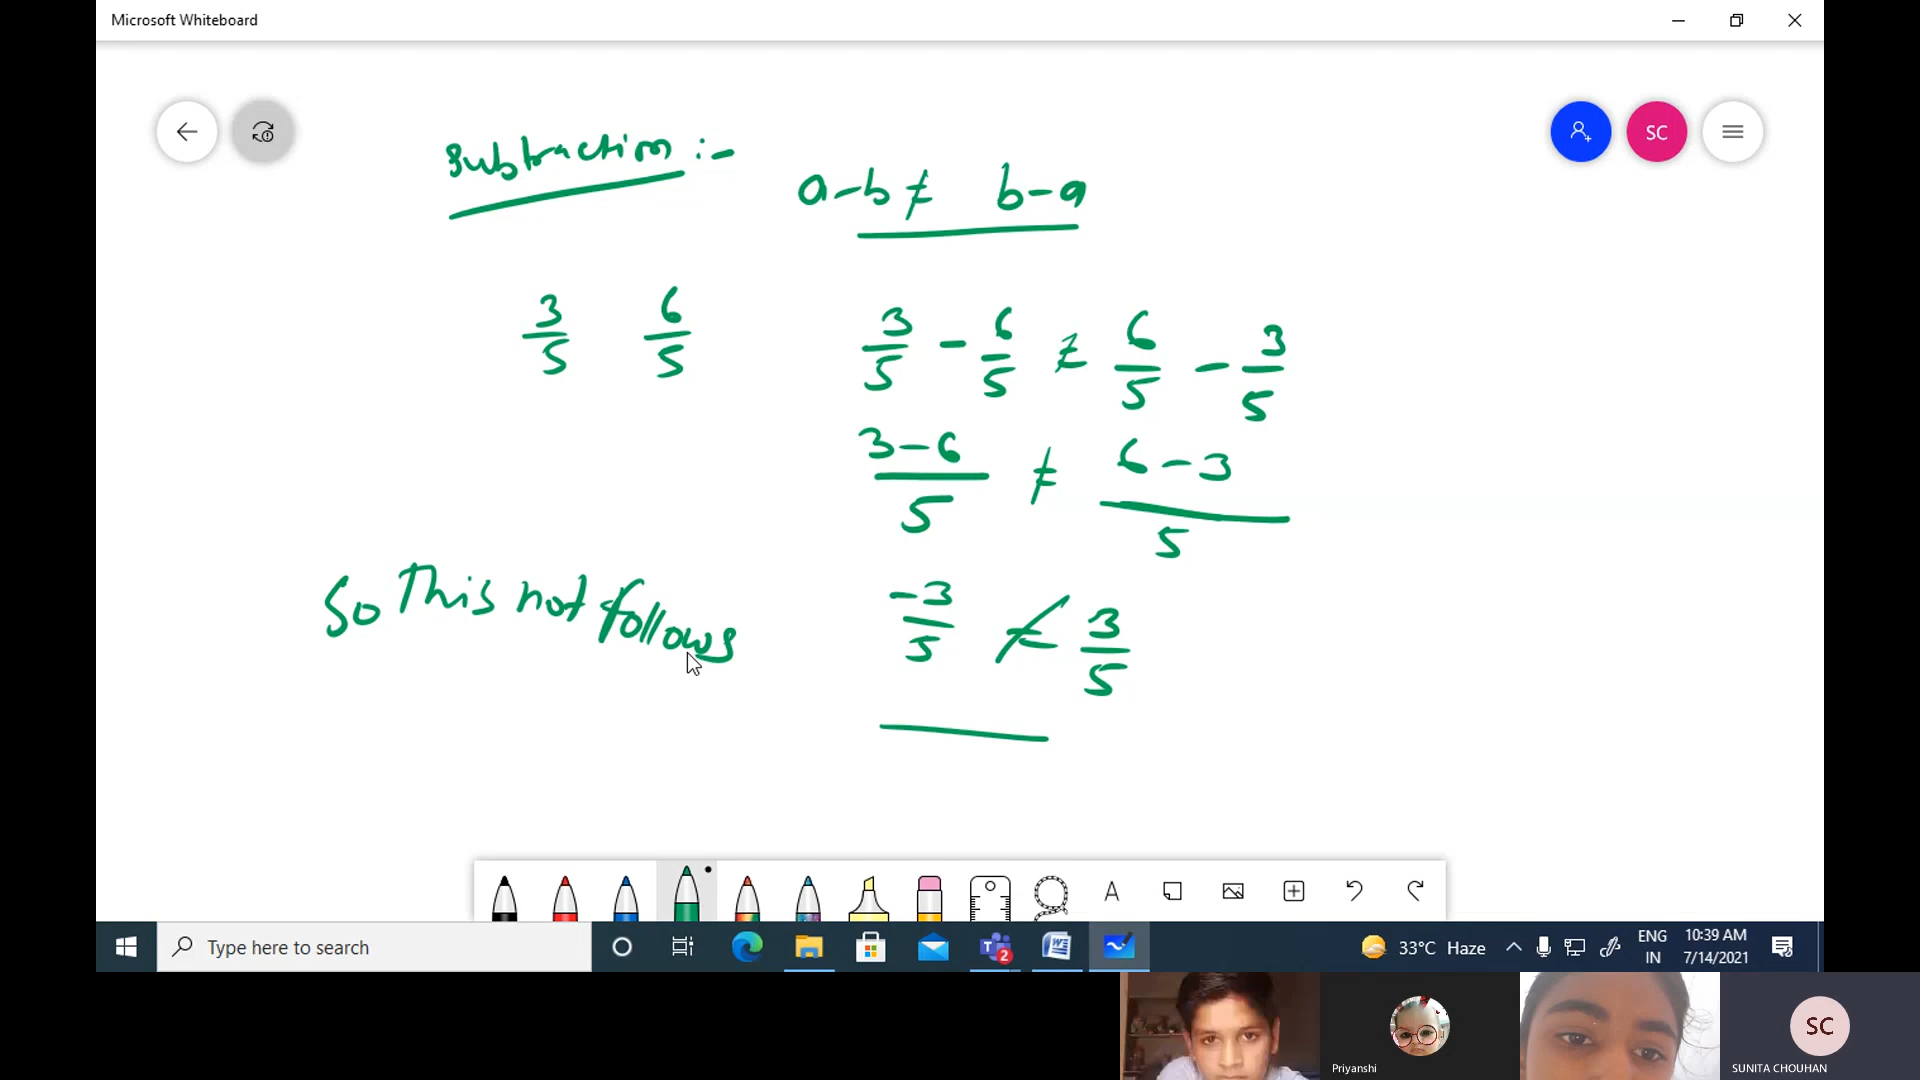 Microsoft Whiteboard
SC
Subtraction :-
a-b ≠ b-a
3/5 6/5
3/5 - 6/5 ≠ 6/5 - 3/5
3-6/5 ≠ 6-3/5
So This not follows
-3/5 ≠ 3/5
A
Type here to search
2
33°C Haze
ENG
IN
10:39 AM
7/14/2021
Priyanshi
SC
SUNITA CHOUHAN